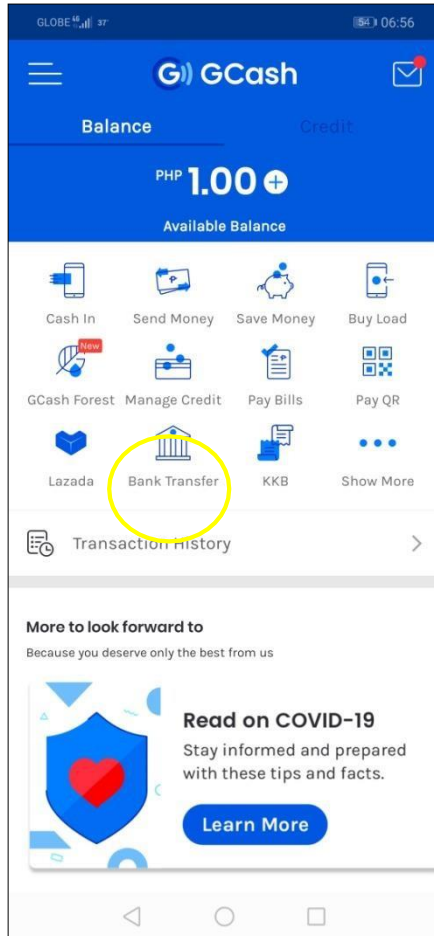 GLOBE 4G 37' 54 06:56
G GCash
Balance Credit
PHP 1.00
Available Balance
Cash In Send Money Save Money Buy Load
New
GCash Forest Manage Credit Pay Bills Pay QR
Lazada Bank Transfer KKB Show More
Transaction History
More to look forward to
Because you deserve only the best from us
Read on COVID-19
Stay informed and prepared
with these tips and facts.
Learn More